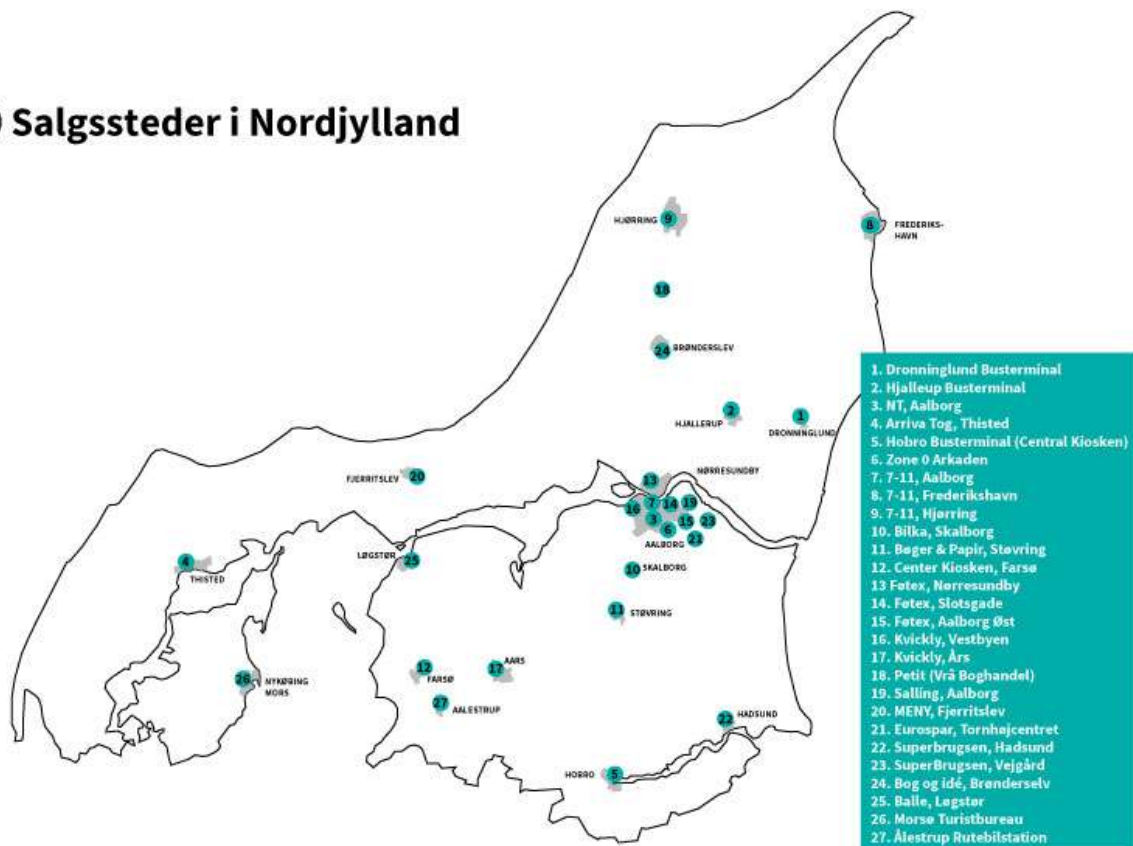 Salgssteder i Nordjylland
HJØRRING
9
8
FREDERIKS-
HAVN
18
24
BRØNDERSLEV
2
HJALLERUP
1
DRONNINGLUND
FJERRITSLEV
20
NØRRESUNDBY
13
7
14
19
16
3
15
23
6
21
AALBORG
4
THISTED
LØGSTØR
25
10
SKALBORG
11
STØVRING
12
FARSØ
17
AARS
26
NYKØBING
MORS
27
AALESTRUP
22
HADSUND
HOBRO
5
1. Dronninglund Busterminal
2. Hjalleup Busterminal
3. NT, Aalborg
4. Arriva Tog, Thisted
5. Hobro Busterminal (Central Kiosken)
6. Zone 0 Arkaden
7. 7-11, Aalborg
8. 7-11, Frederikshavn
9. 7-11, Hjørring
10. Bilka, Skalborg
11. Bøger & Papir, Støvring
12. Center Kiosken, Farsø
13 Føtex, Nørresundby
14. Føtex, Slotsgade
15. Føtex, Aalborg Øst
16. Kvickly, Vestbyen
17. Kvickly, Års
18. Petit (Vrå Boghandel)
19. Salling, Aalborg
20. MENY, Fjerritslev
21. Eurospar, Tornhøjcentret
22. Superbrugsen, Hadsund
23. SuperBrugsen, Vejgård
24. Bog og idé, Brønderselv
25. Balle, Løgstør
26. Morsø Turistbureau
27. Ålestrup Rutebilstation